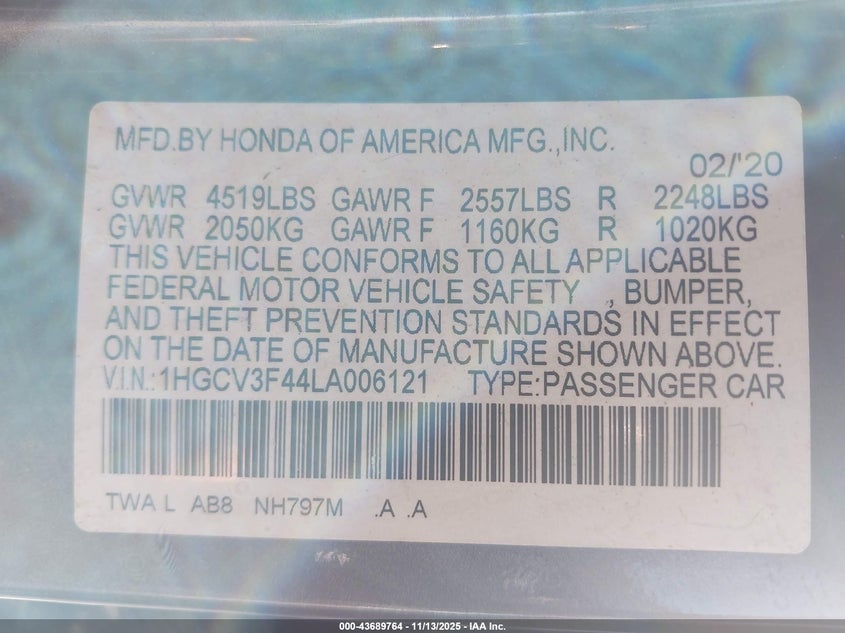 MFD.BY HONDA OF AMERICA MFG.,INC.
02/'20
GVWR 4519LBS GAWR F 2557LBS R 2248LBS
GVWR 2050KG GAWR F 1160KG R 1020KG
THIS VEHICLE CONFORMS TO ALL APPLICABLE
FEDERAL MOTOR VEHICLE SAFETY , BUMPER,
AND THEFT PREVENTION STANDARDS IN EFFECT
ON THE DATE OF MANUFACTURE SHOWN ABOVE.
V.I.N.:1HGCV3F44LA006121 TYPE:PASSENGER CAR
TWA L AB8 NH797M .A .A
000-43689764 - 11/13/2025 - IAA Inc.